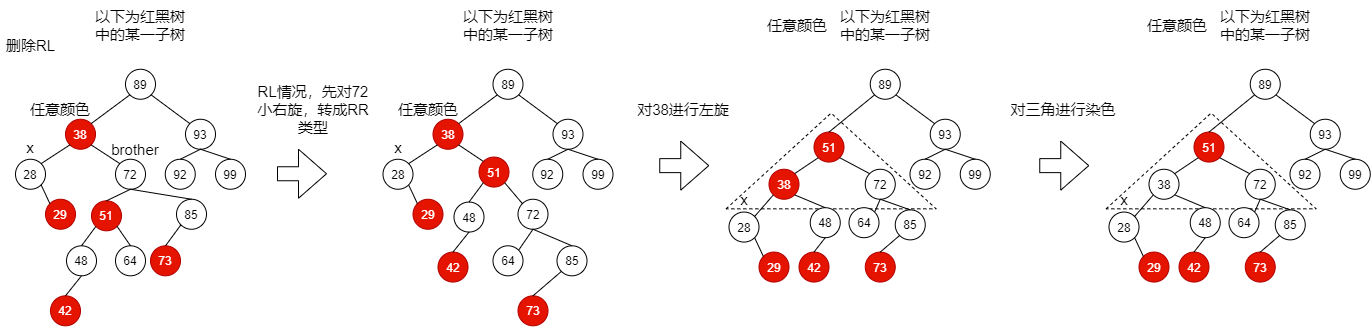 删除RL
以下为红黑树
中的某一子树
任意颜色
89
38
93
x
brother
28
72
92
99
29
51
85
48
64
73
42
RL情况，先对72
小右旋，转成RR
类型
以下为红黑树
中的某一子树
任意颜色
89
38
93
x
28
51
92
99
29
48
72
42
64
85
73
对38进行左旋
任意颜色
以下为红黑树
中的某一子树
89
51
93
38
72
92
99
x
28
48
64
85
29
42
73
对三角进行染色
任意颜色
以下为红黑树
中的某一子树
89
51
93
38
72
92
99
x
28
48
64
85
29
42
73